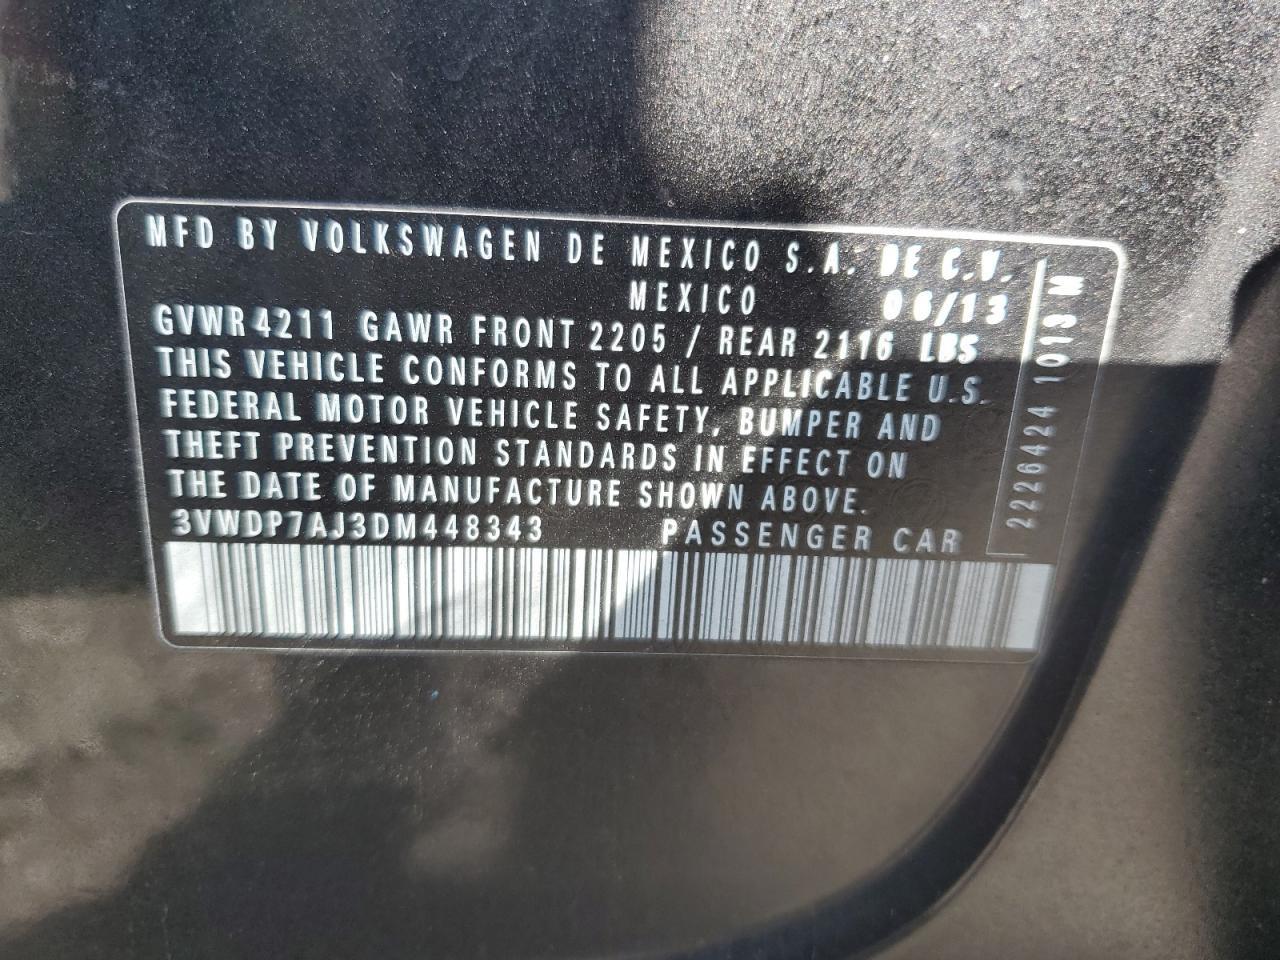 MFD BY VOLKSWAGEN DE MEXICO S.A. DE C.V.
MEXICO 06/13
GVWR 4211 GAWR FRONT 2205 / REAR 2116 LBS
THIS VEHICLE CONFORMS TO ALL APPLICABLE U.S.
FEDERAL MOTOR VEHICLE SAFETY, BUMPER AND
THEFT PREVENTION STANDARDS IN EFFECT ON
THE DATE OF MANUFACTURE SHOWN ABOVE.
3VWDP7AJ3DM448343 PASSENGER CAR
2226424 1013 M